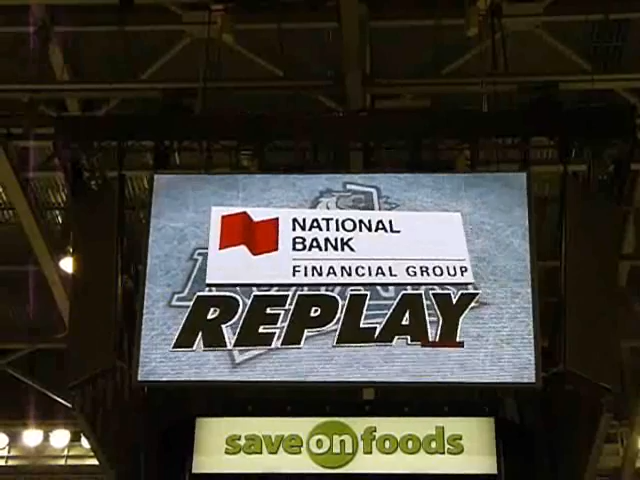 NATIONAL
BANK
FINANCIAL GROUP
REPLAY
save on foods